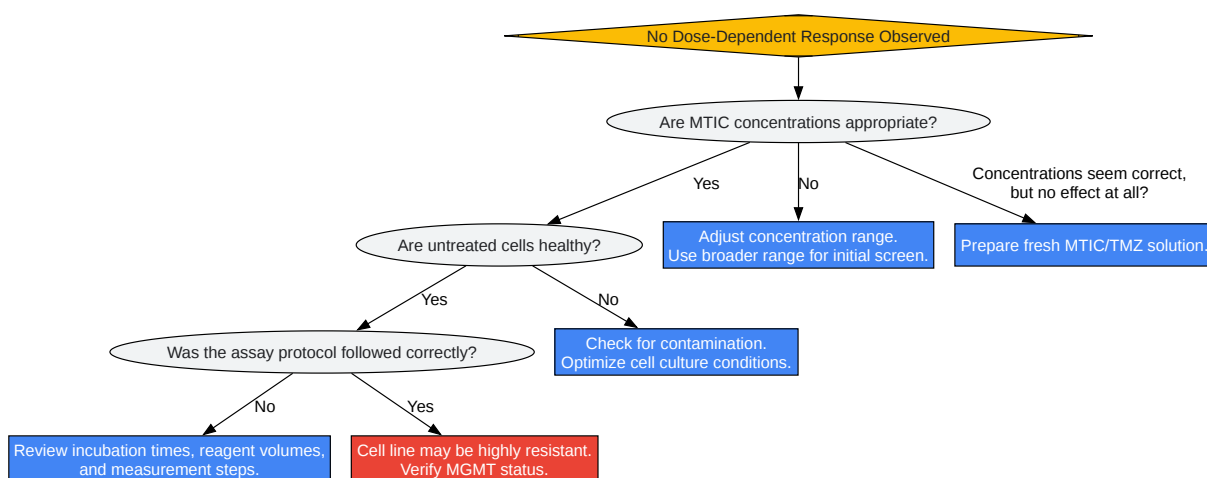 No Dose-Dependent Response Observed
Are MTIC concentrations appropriate?
Yes
No
Concentrations seem correct,
but no effect at all?
Are untreated cells healthy?
Adjust concentration range.
Use broader range for initial screen.
Prepare fresh MTIC/TMZ solution.
Yes
No
Was the assay protocol followed correctly?
Check for contamination.
Optimize cell culture conditions.
No
Yes
Review incubation times, reagent volumes,
and measurement steps.
Cell line may be highly resistant.
Verify MGMT status.